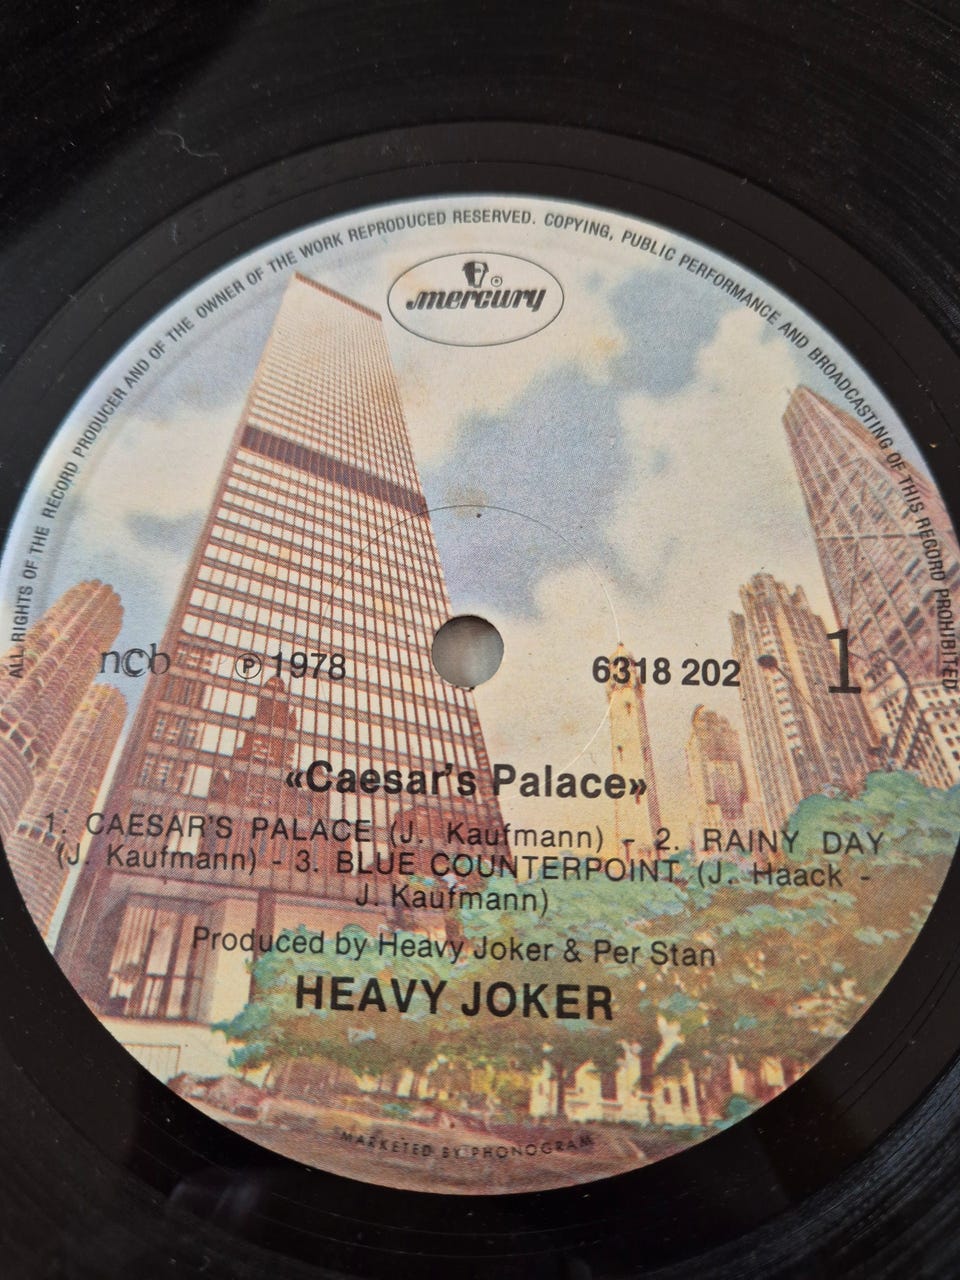 ALL RIGHTS OF THE RECORD PRODUCER AND OF THE OWNER OF THE WORK REPRODUCED RESERVED. COPYING, PUBLIC PERFORMANCE AND BROADCASTING OF THIS RECORD PROHIBITED
mercury ®
ncb ℗ 1978 6318 202 1
«Caesar's Palace»
1. CAESAR'S PALACE (J. Kaufmann) - 2. RAINY DAY
(J. Kaufmann) - 3. BLUE COUNTERPOINT (J. Haack -
J. Kaufmann)
Produced by Heavy Joker & Per Stan
HEAVY JOKER
MARKETED BY PHONOGRAM